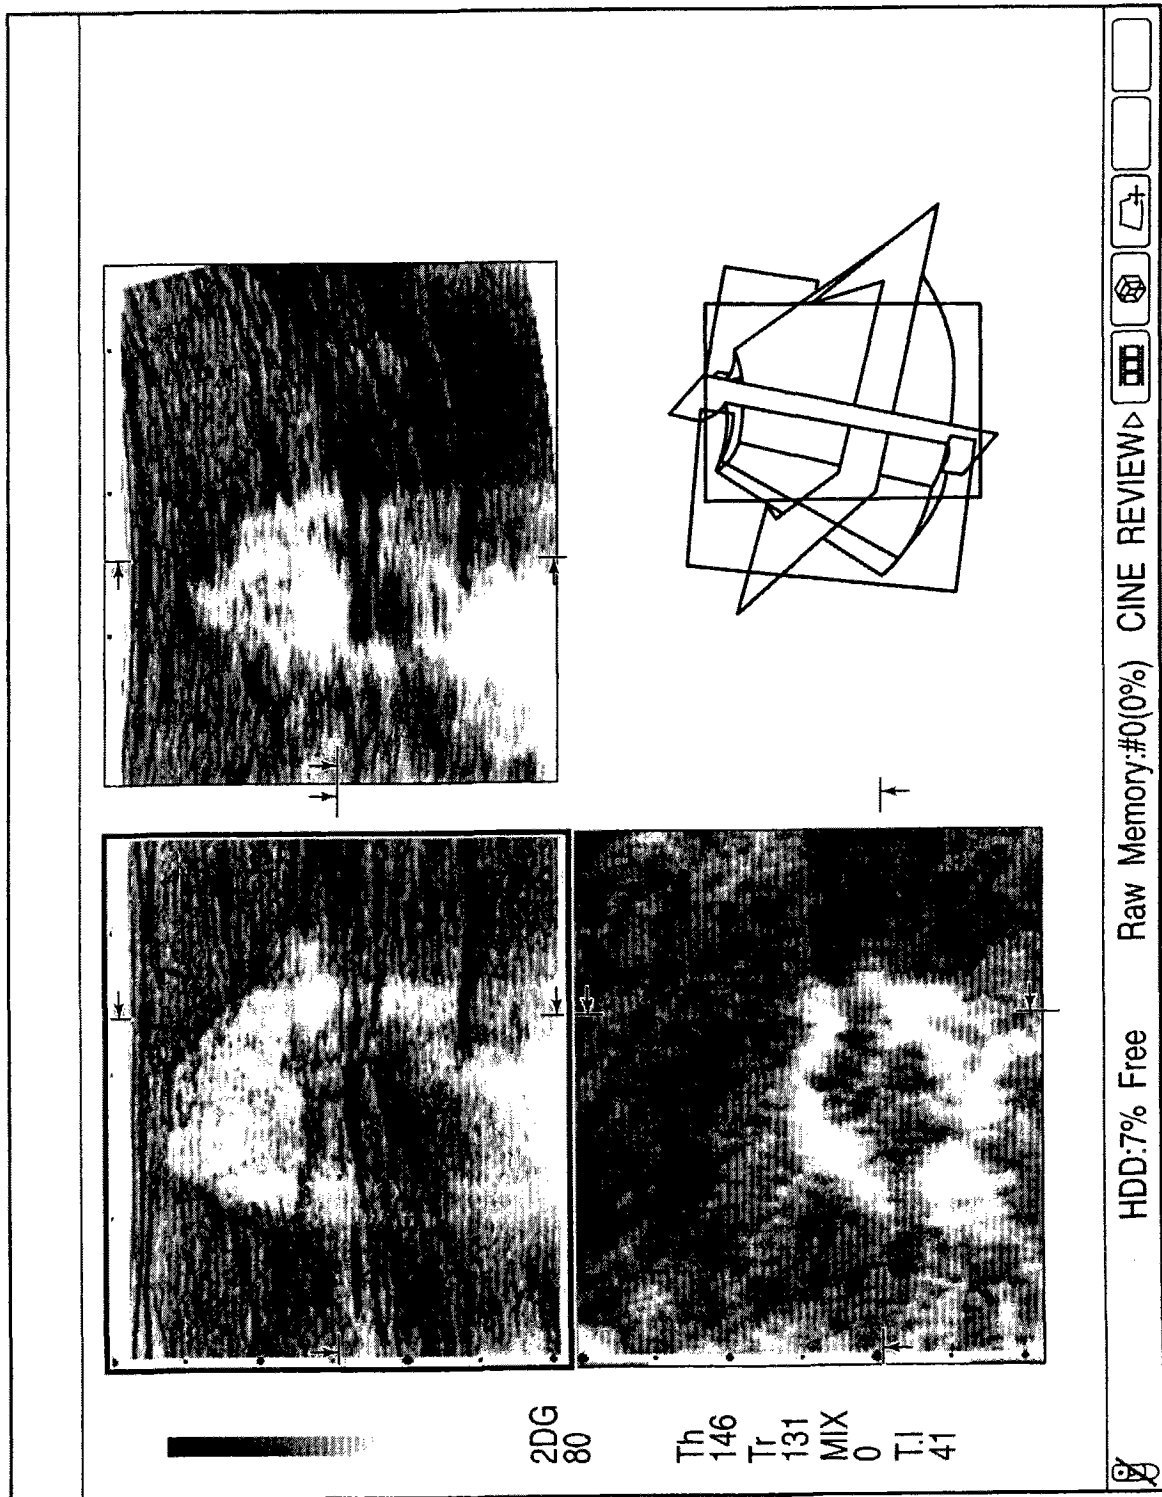 2DG
80
Th
146
Tr
131
MIX
0
T.I
41
HDD:7% Free Raw Memory:#0(0%) CINE REVIEW▷